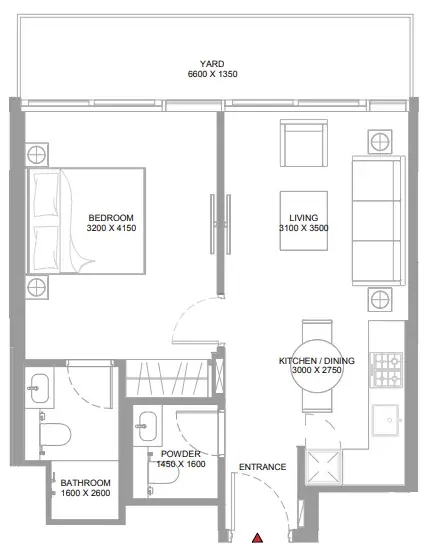 YARD
6600 X 1350
BEDROOM
3200 X 4150
LIVING
3100 X 3500
KITCHEN / DINING
3000 X 2750
POWDER
1450 X 1600
ENTRANCE
BATHROOM
1600 X 2600